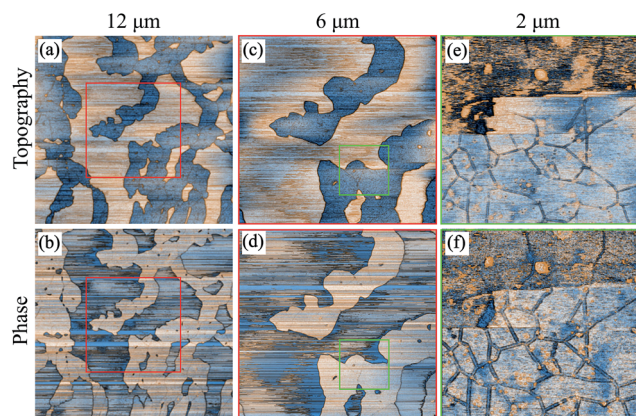 12 μm 6 μm 2 μm
Topography
(a) (c) (e)
Phase
(b) (d) (f)